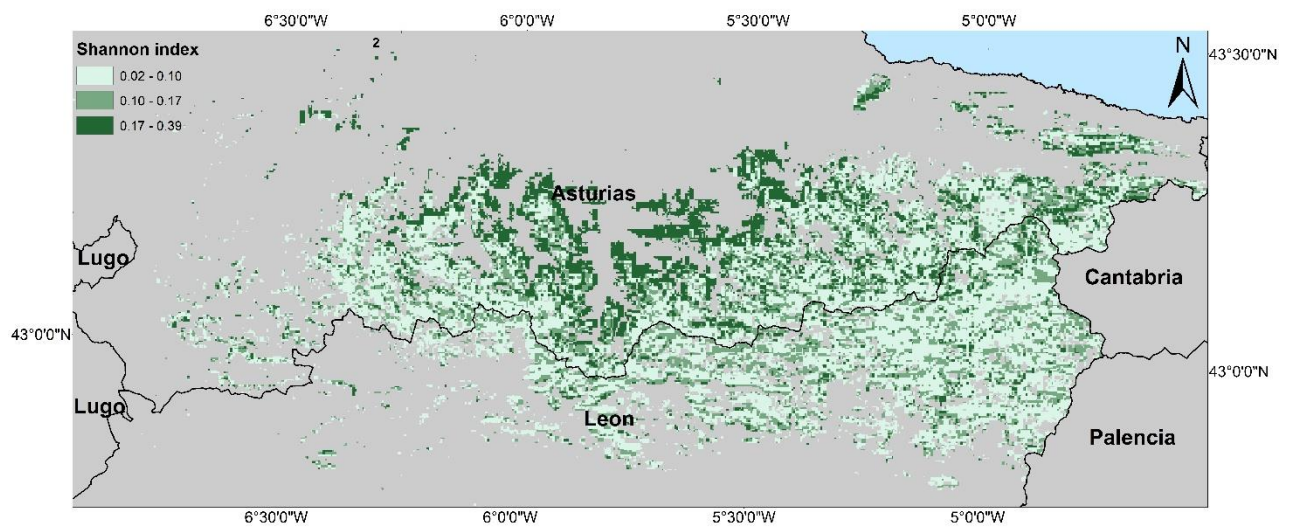 6°30'0"W 6°0'0"W 5°30'0"W 5°0'0"W
2
Shannon index
0.02 - 0.10
0.10 - 0.17
0.17 - 0.39
N
43°30'0"N
Asturias
Lugo
Cantabria
43°0'0"N
43°0'0"N
Lugo
Leon
Palencia
6°30'0"W 6°0'0"W 5°30'0"W 5°0'0"W